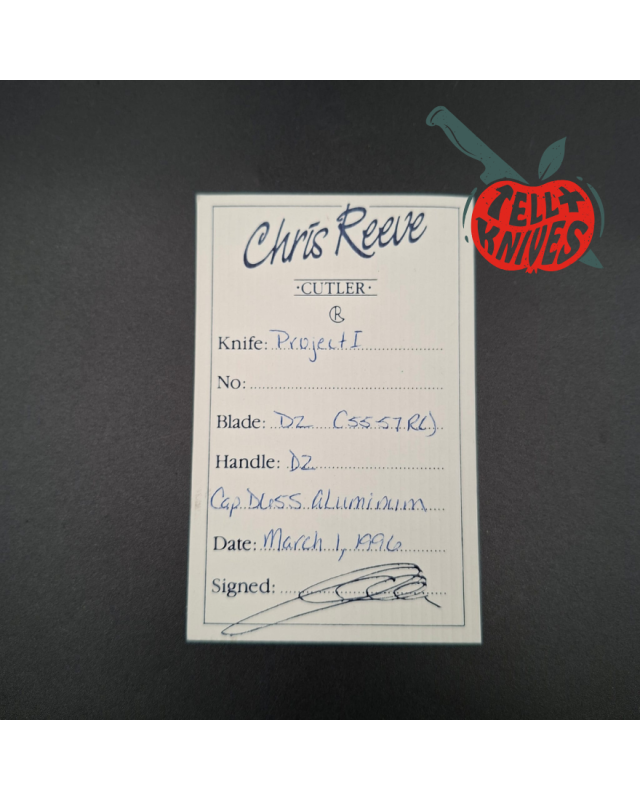 TELL
KNIVES
Chris Reeve
·CUTLER·
R
Knife: Project I
No:
Blade: D2 (55-57 RC)
Handle: D2
Cap D6SS aluminum
Date: March 1, 1996
Signed: